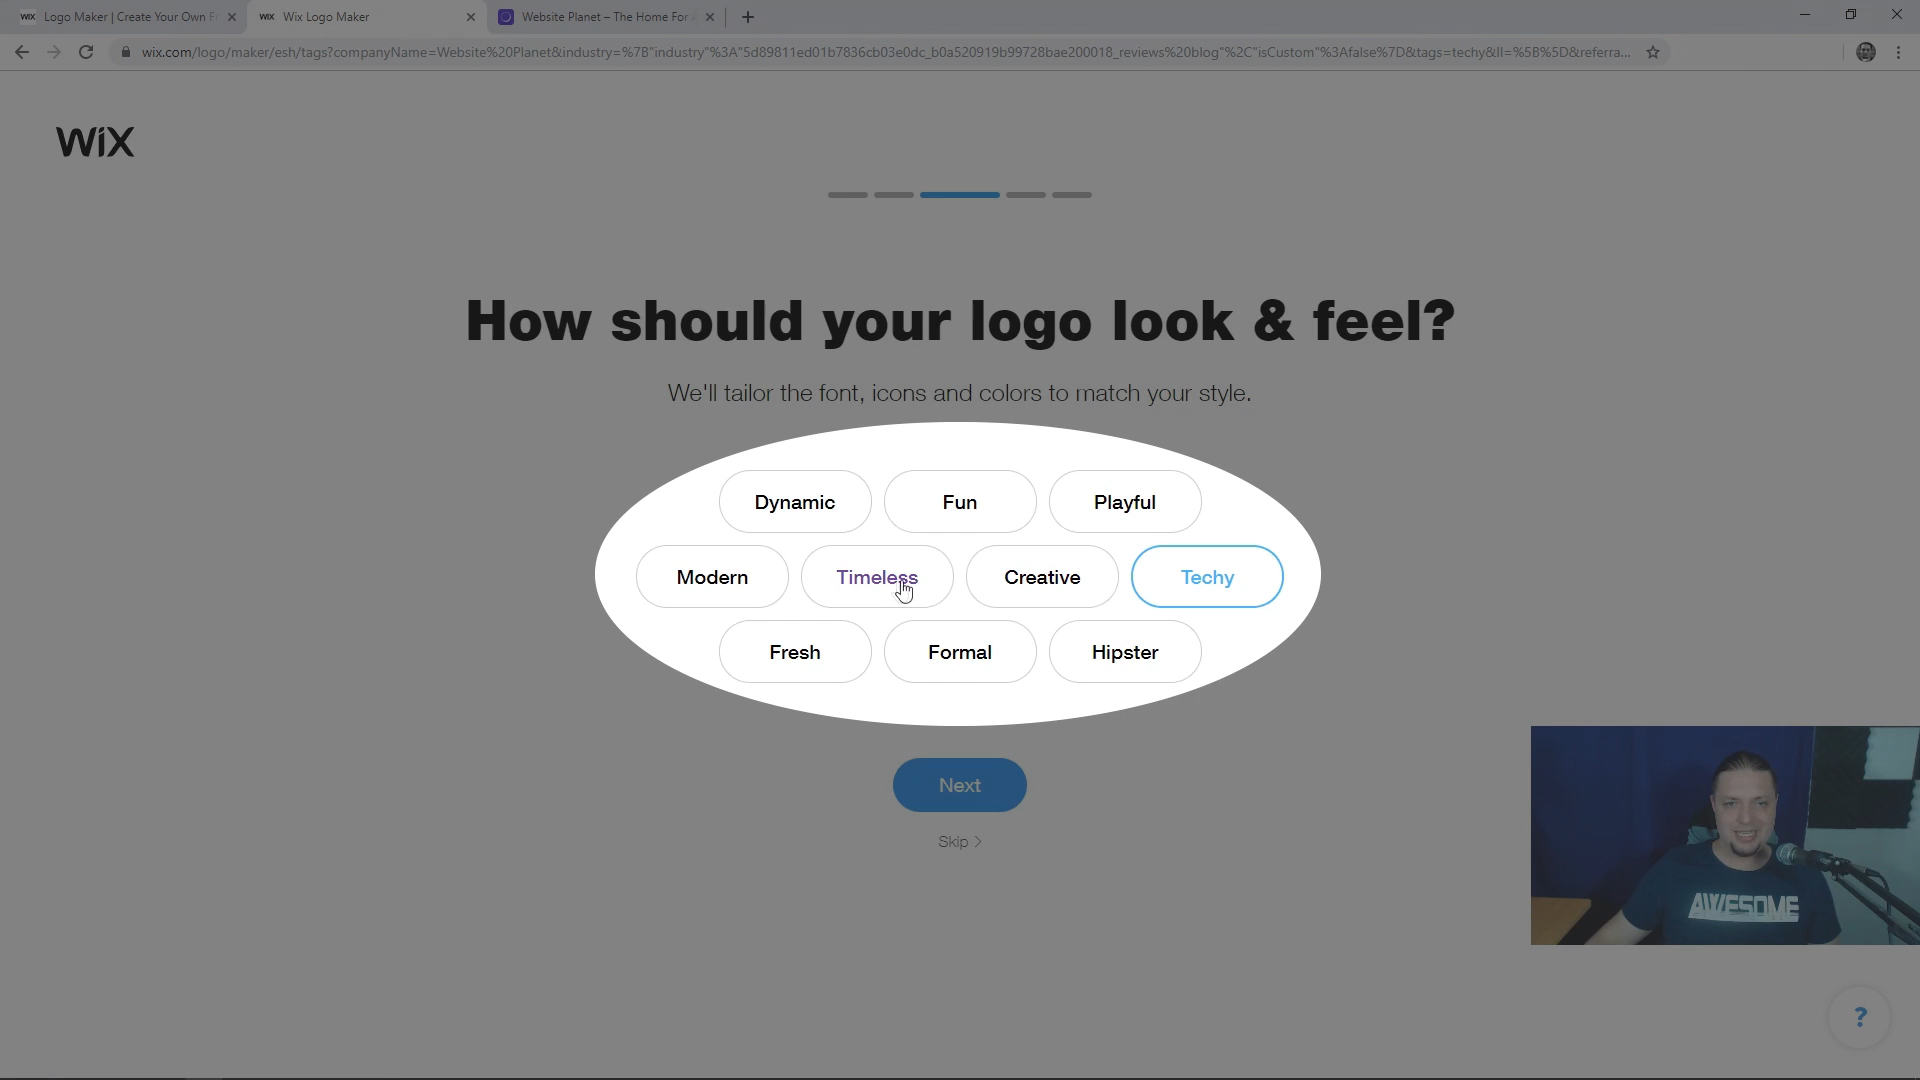 WiX Logo Maker | Create Your Own Fr
WiX Wix Logo Maker
Website Planet – The Home For A
wix.com/logo/maker/esh/tags?companyName=Website%20Planet&industry=%7B"industry"%3A"5d89811ed01b7836cb03e0dc_b0a520919b99728bae200018_reviews%20blog"%2C"isCustom"%3Afalse%7D&tags=techy&ll=%5B%5D&referra...
WiX
How should your logo look & feel?
We'll tailor the font, icons and colors to match your style.
Dynamic Fun Playful
Modern Timeless Creative Techy
Fresh Formal Hipster
Next
Skip >
AWESOME
?